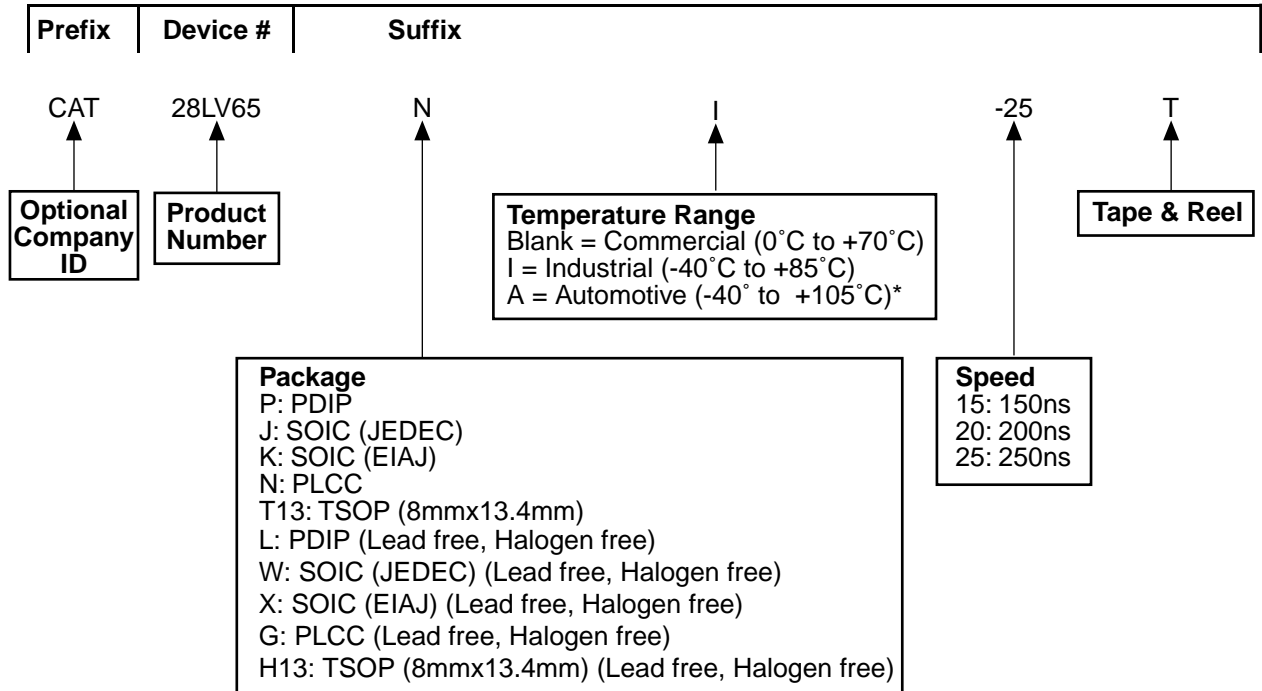 Prefix Device # Suffix
CAT 28LV65 N I -25 T
Optional
Company
ID
Product
Number
Temperature Range
Blank = Commercial (0˚C to +70˚C)
I = Industrial (-40˚C to +85˚C)
A = Automotive (-40˚ to +105˚C)*
Tape & Reel
Package
P: PDIP
J: SOIC (JEDEC)
K: SOIC (EIAJ)
N: PLCC
T13: TSOP (8mmx13.4mm)
L: PDIP (Lead free, Halogen free)
W: SOIC (JEDEC) (Lead free, Halogen free)
X: SOIC (EIAJ) (Lead free, Halogen free)
G: PLCC (Lead free, Halogen free)
H13: TSOP (8mmx13.4mm) (Lead free, Halogen free)
Speed
15: 150ns
20: 200ns
25: 250ns